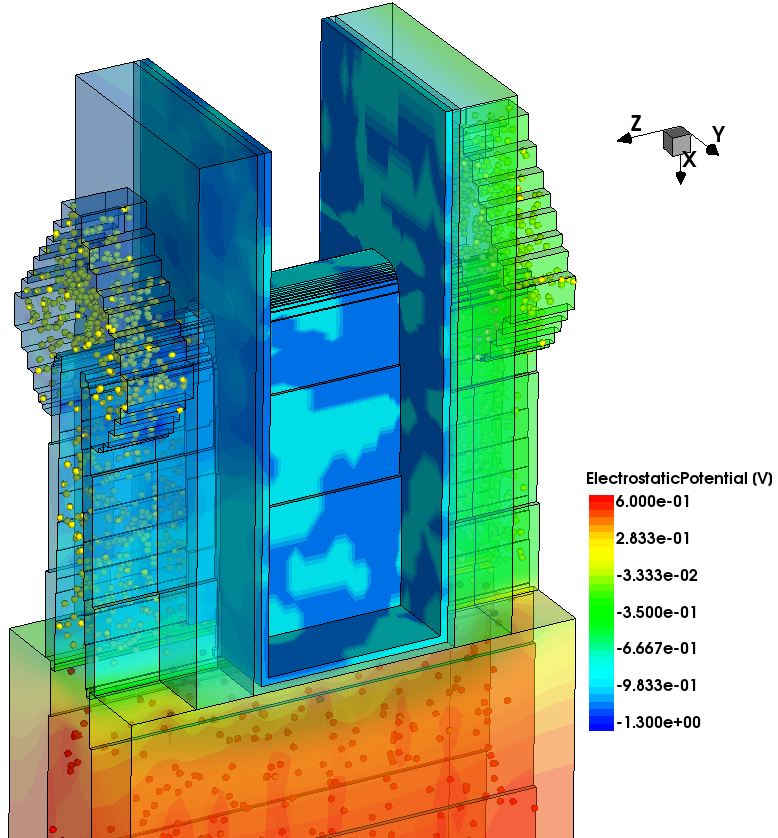 Z
Y
X
ElectrostaticPotential (V)
6.000e-01
2.833e-01
-3.333e-02
-3.500e-01
-6.667e-01
-9.833e-01
-1.300e+00